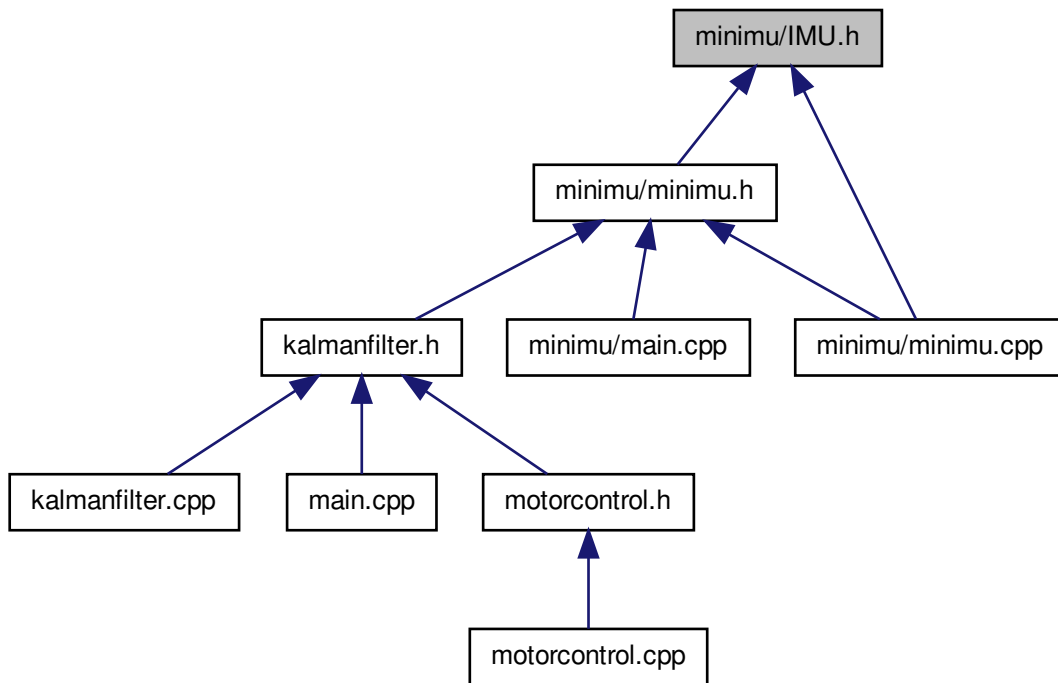 minimu/IMU.h
minimu/minimu.h
kalmanfilter.h
minimu/main.cpp
minimu/minimu.cpp
kalmanfilter.cpp
main.cpp
motorcontrol.h
motorcontrol.cpp